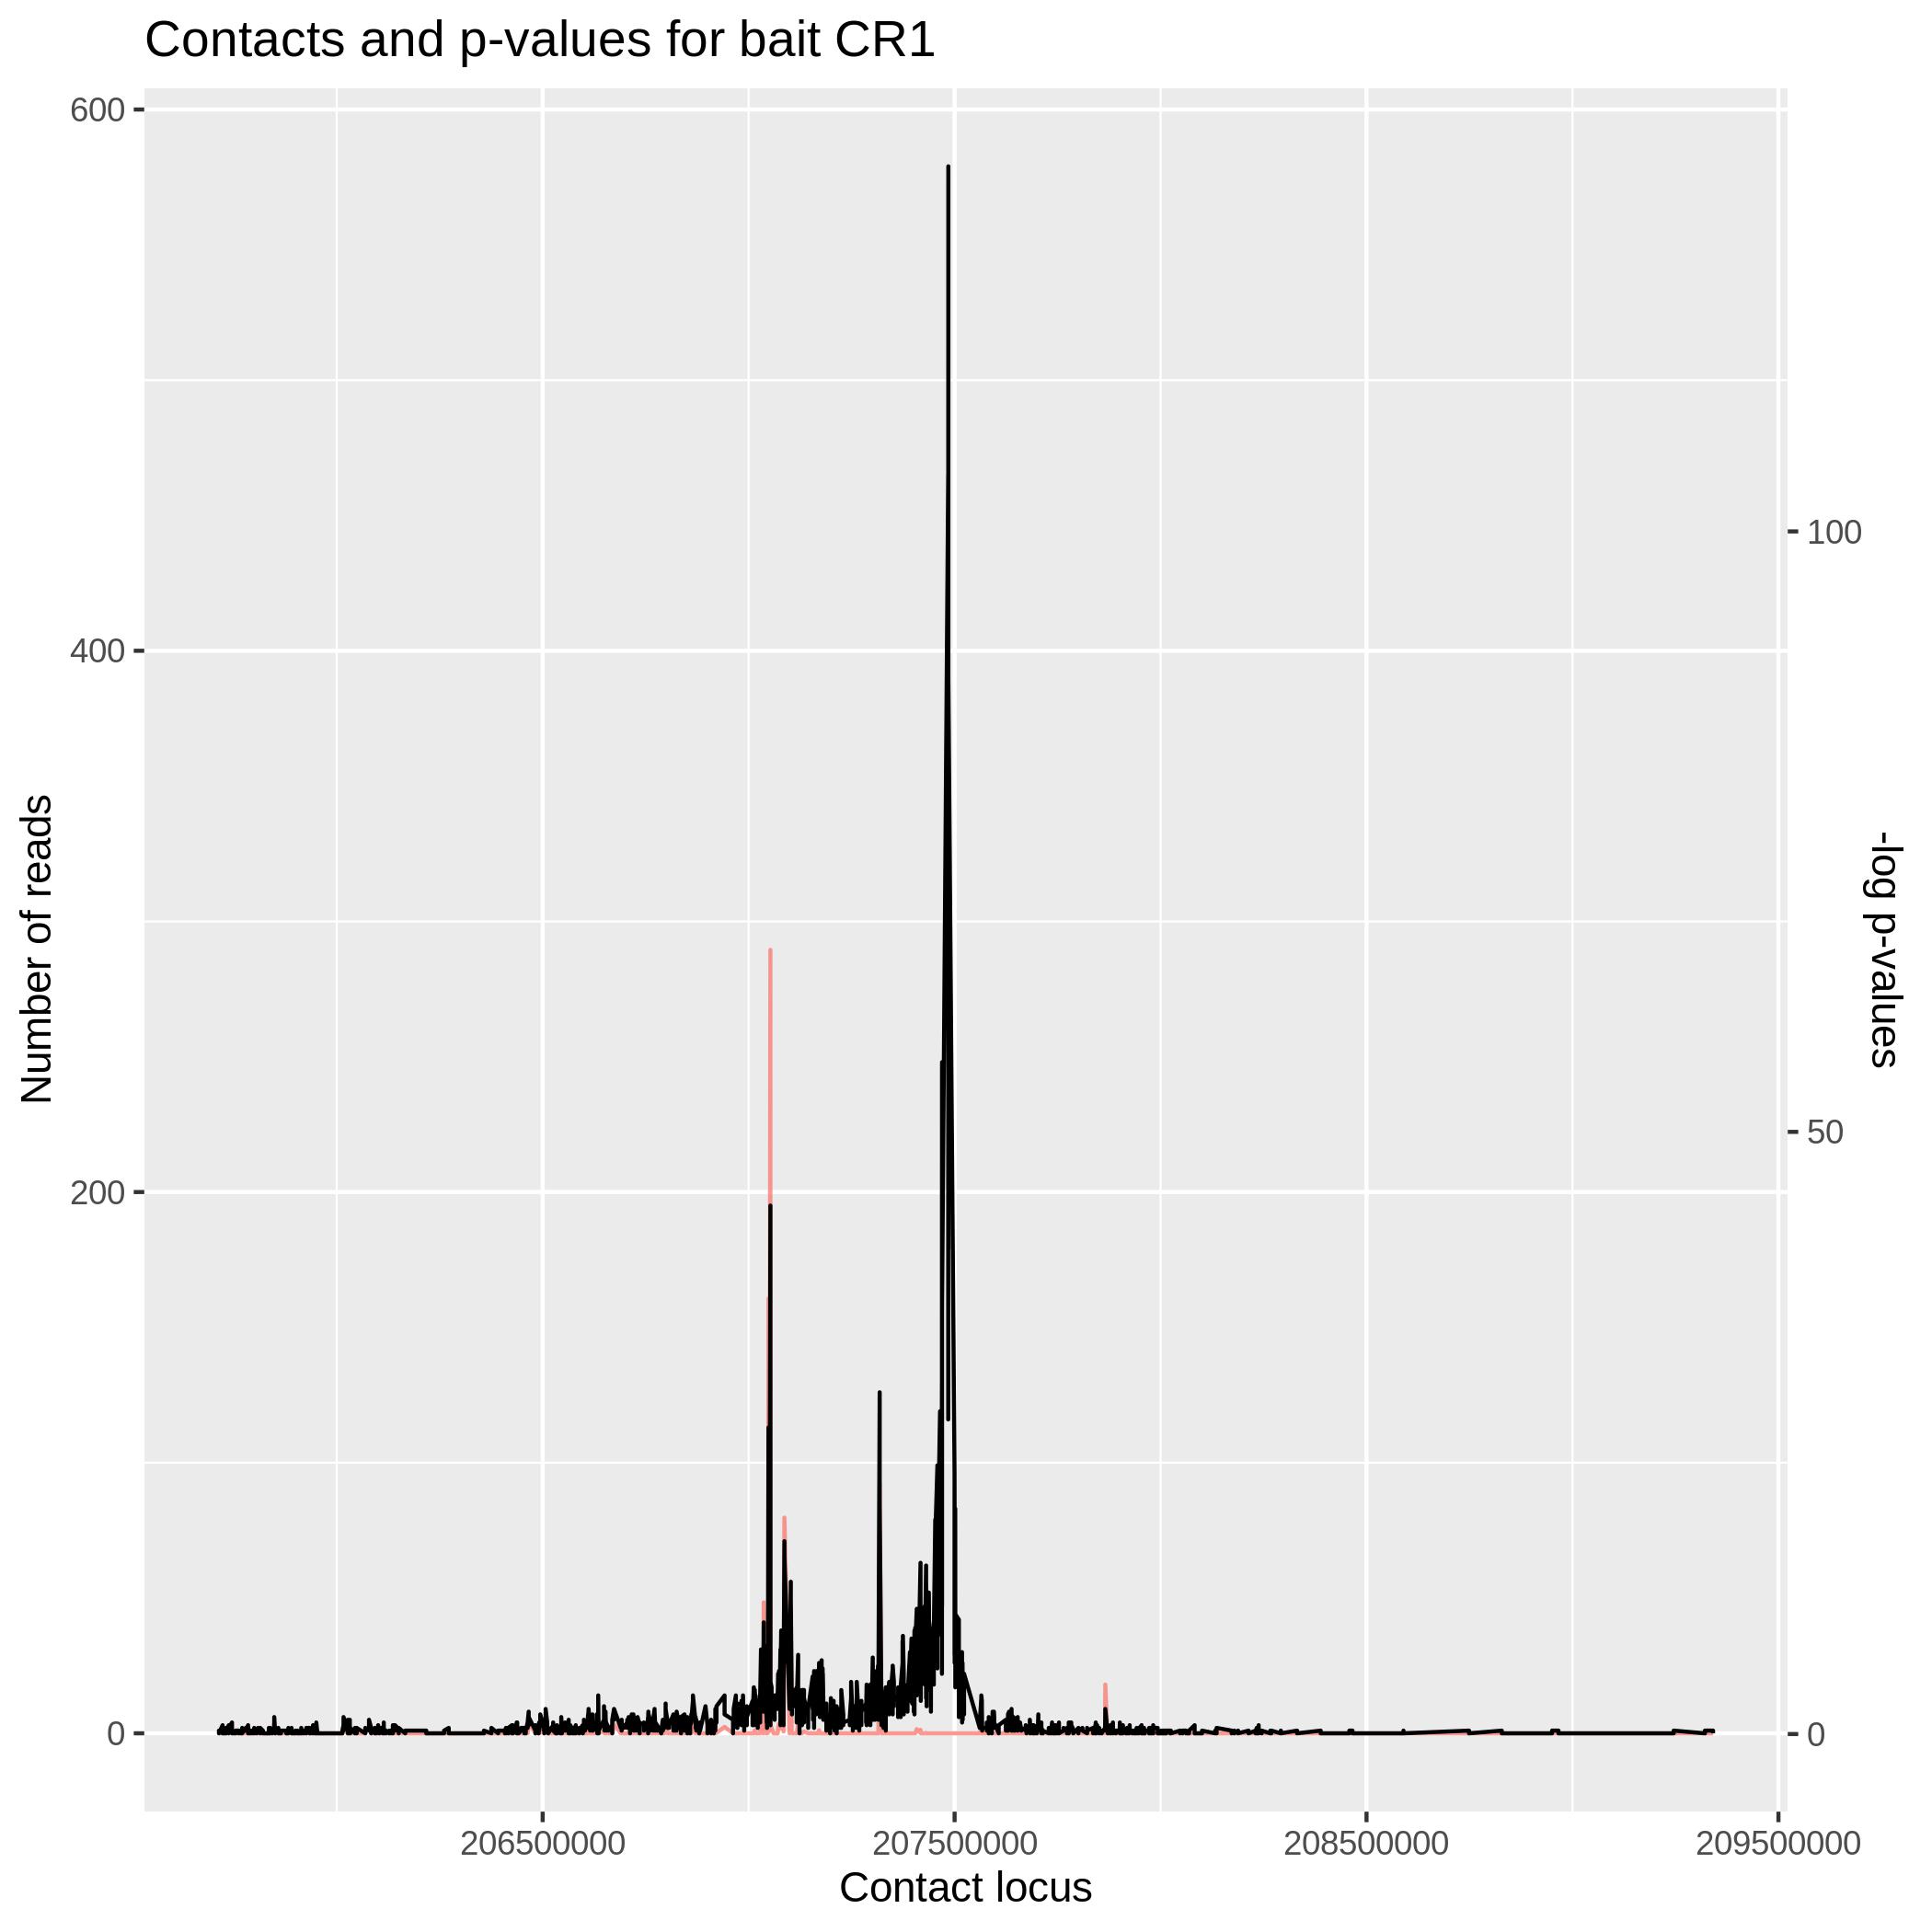 Contacts and p-values for bait CR1
600
400
200
0
Number of reads
100
50
0
-log p-values
206500000
207500000
208500000
209500000
Contact locus